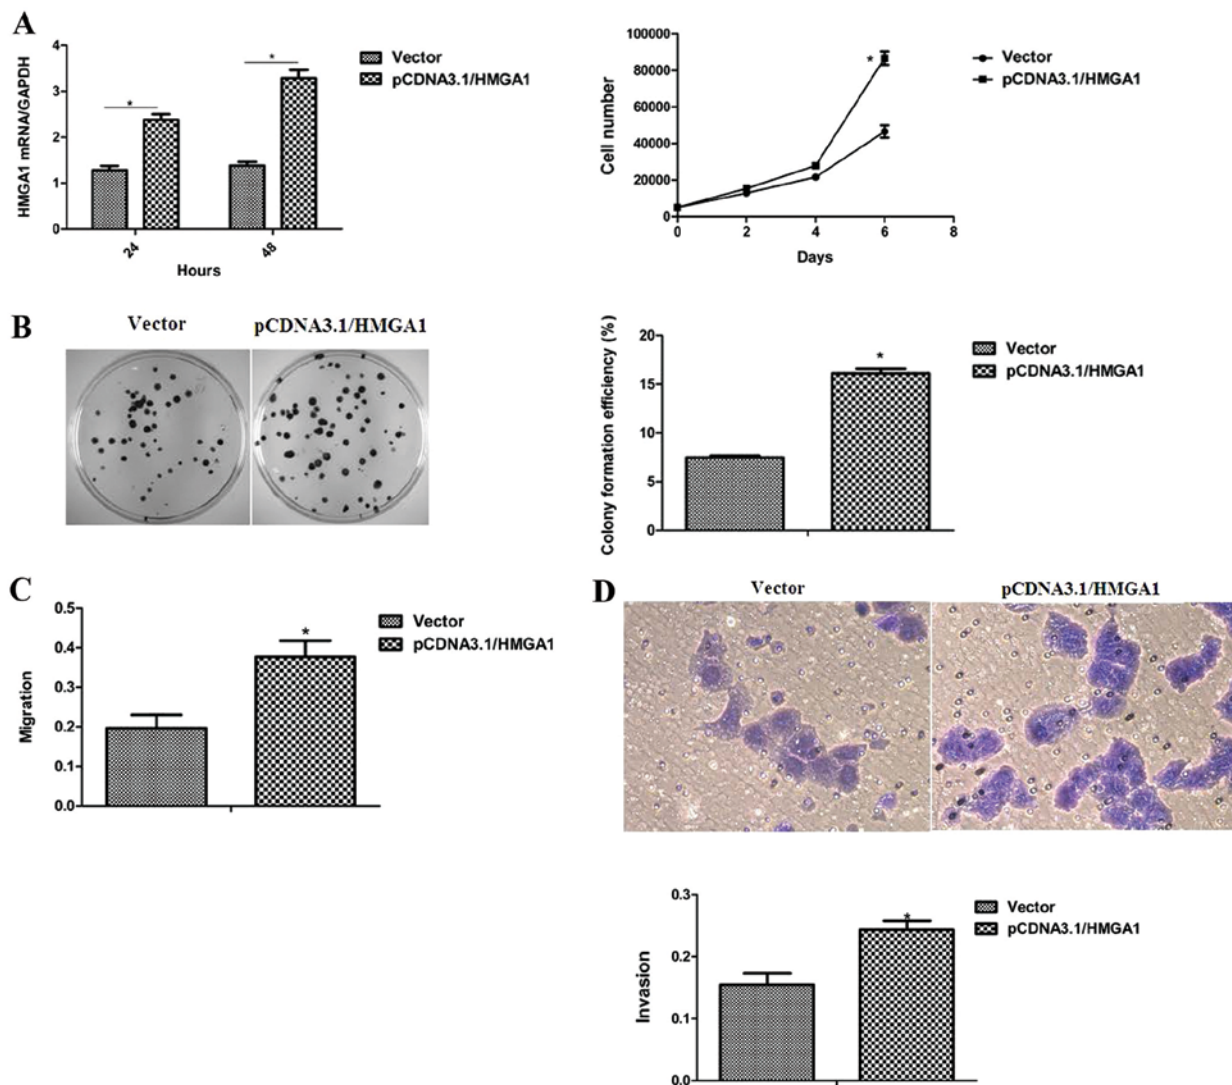 A
4
3
2
1
0
HMGA1 mRNA/GAPDH
*
*
24
48
Hours
Vector
pCDNA3.1/HMGA1
100000
80000
60000
40000
20000
0
Cell number
*
0 2 4 6 8
Days
Vector
pCDNA3.1/HMGA1
B
Vector pCDNA3.1/HMGA1
20
15
10
5
0
Colony formation efficiency (%)
*
Vector
pCDNA3.1/HMGA1
C
0.5
0.4
0.3
0.2
0.1
0.0
Migration
*
Vector
pCDNA3.1/HMGA1
D
Vector pCDNA3.1/HMGA1
0.3
0.2
0.1
0.0
Invasion
*
Vector
pCDNA3.1/HMGA1